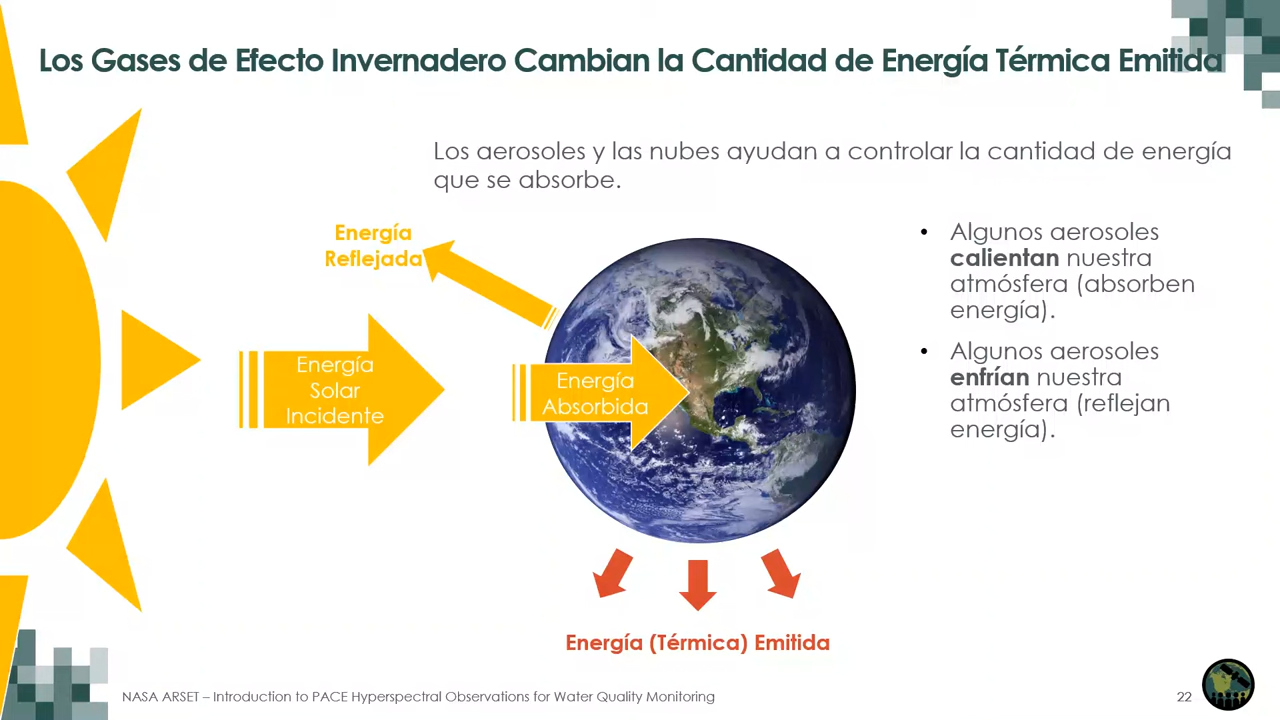 Los Gases de Efecto Invernadero Cambian la Cantidad de Energía Térmica Emitida
Los aerosoles y las nubes ayudan a controlar la cantidad de energía
que se absorbe.
Energía
Reflejada
Energía
Solar
Incidente
Energía
Absorbida
• Algunos aerosoles
calientan nuestra
atmósfera (absorben
energía).
• Algunos aerosoles
enfrían nuestra
atmósfera (reflejan
energía).
Energía (Térmica) Emitida
NASA ARSET – Introduction to PACE Hyperspectral Observations for Water Quality Monitoring
22